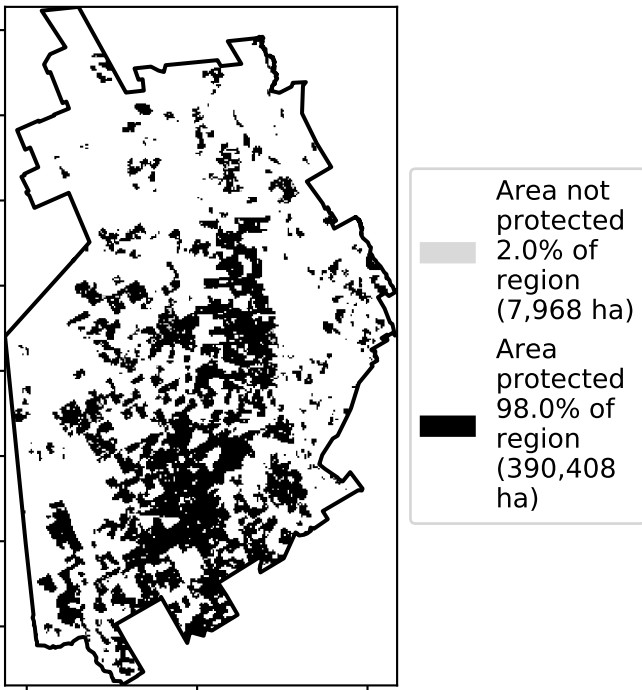 Area not
protected
2.0% of
region
(7,968 ha)
Area
protected
98.0% of
region
(390,408
ha)